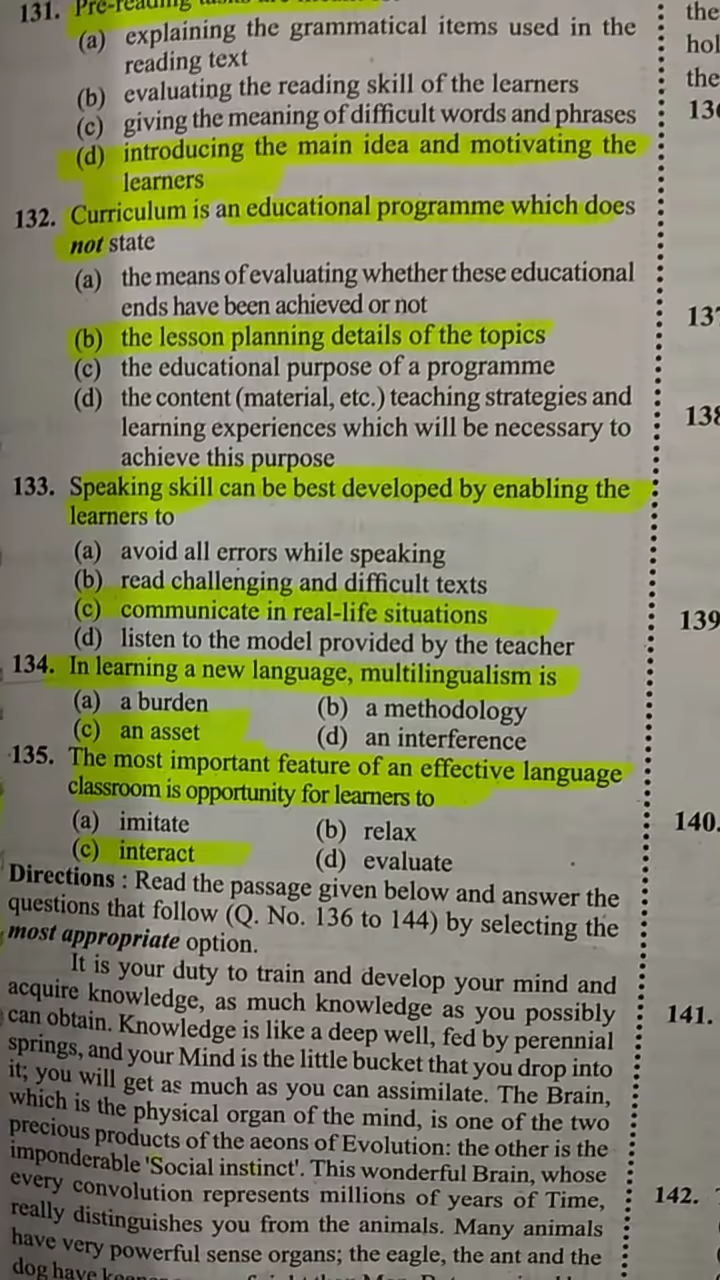 131. Pre-reading tasks are meant for
(a) explaining the grammatical items used in the
reading text
(b) evaluating the reading skill of the learners
(c) giving the meaning of difficult words and phrases
(d) introducing the main idea and motivating the
learners
132. Curriculum is an educational programme which does
not state
(a) the means of evaluating whether these educational
ends have been achieved or not
(b) the lesson planning details of the topics
(c) the educational purpose of a programme
(d) the content (material, etc.) teaching strategies and
learning experiences which will be necessary to
achieve this purpose
133. Speaking skill can be best developed by enabling the
learners to
(a) avoid all errors while speaking
(b) read challenging and difficult texts
(c) communicate in real-life situations
(d) listen to the model provided by the teacher
134. In learning a new language, multilingualism is
(a) a burden (b) a methodology
(c) an asset (d) an interference
135. The most important feature of an effective language
classroom is opportunity for learners to
(a) imitate (b) relax
(c) interact (d) evaluate
Directions : Read the passage given below and answer the
questions that follow (Q. No. 136 to 144) by selecting the
most appropriate option.
It is your duty to train and develop your mind and
acquire knowledge, as much knowledge as you possibly
can obtain. Knowledge is like a deep well, fed by perennial
springs, and your Mind is the little bucket that you drop into
it; you will get as much as you can assimilate. The Brain,
which is the physical organ of the mind, is one of the two
precious products of the aeons of Evolution: the other is the
imponderable 'Social instinct'. This wonderful Brain, whose
every convolution represents millions of years of Time,
really distinguishes you from the animals. Many animals
have very powerful sense organs; the eagle, the ant and the
dog have
the
hol
the
139
140.
141.
142.